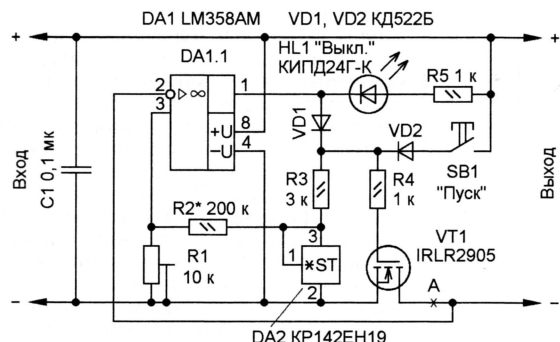 DA1 LM358AM VD1, VD2 КД522Б
+
+
DA1.1
HL1 "Выкл."
КИПД24Г-К
2
3
▷ ∞
+U
−U
1
8
4
R5 1 к
VD1
VD2
SB1
"Пуск"
Вход
C1 0,1 мк
R3
3 к
R4
1 к
Выход
R2* 200 к
R1
10 к
3
1
*ST
2
VT1
IRLR2905
A
−
−
DA2 КР142ЕН19